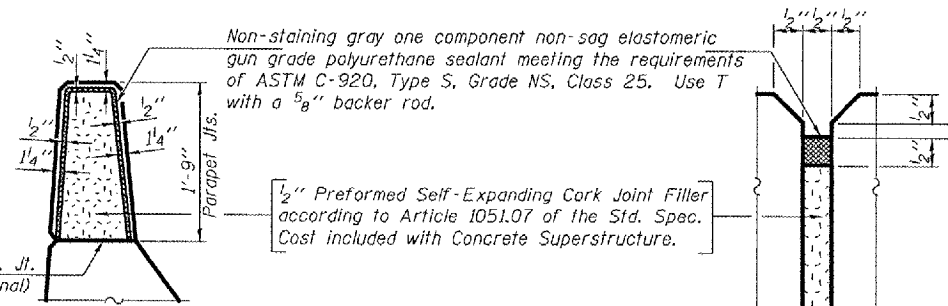 Non-staining gray one component non-sag elastomeric
gun grade polyurethane sealant meeting the requirements
of ASTM C-920, Type S, Grade NS, Class 25. Use T
with a 5/8" backer rod.
1/2" Preformed Self-Expanding Cork Joint Filler
according to Article 1051.07 of the Std. Spec.
Cost included with Concrete Superstructure.
1/2"
1 1/4"
1/2"
1 1/4"
1/2"
1 1/4"
1'-9"
Parapet Jts.
. Jt.
nal)
1/2" 1/2" 1/2"
1/2"
1/2"